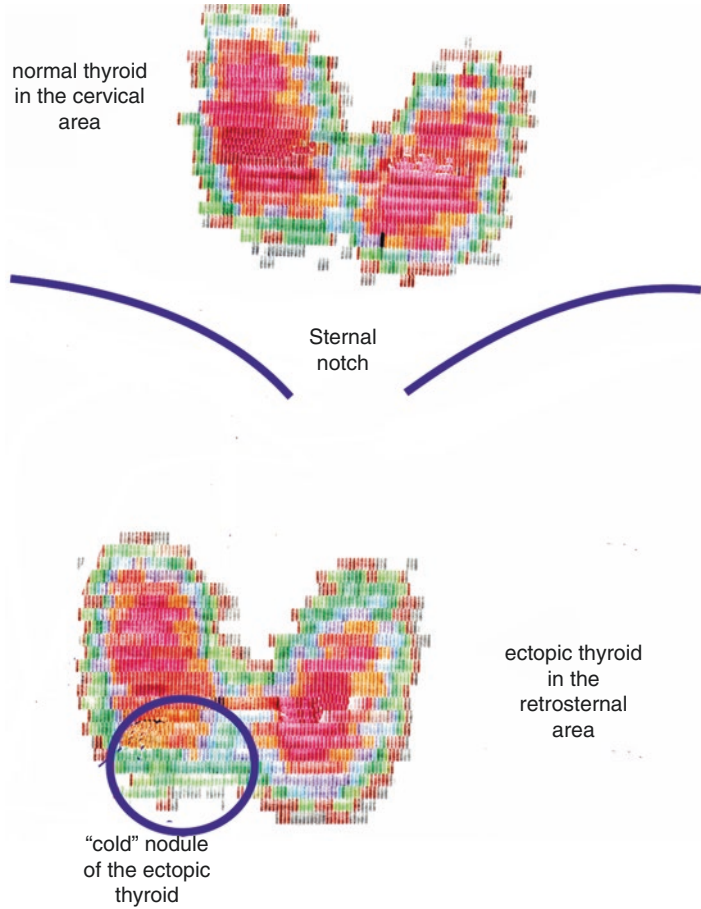 normal thyroid
in the cervical
area
Sternal
notch
ectopic thyroid
in the
retrosternal
area
“cold” nodule
of the ectopic
thyroid